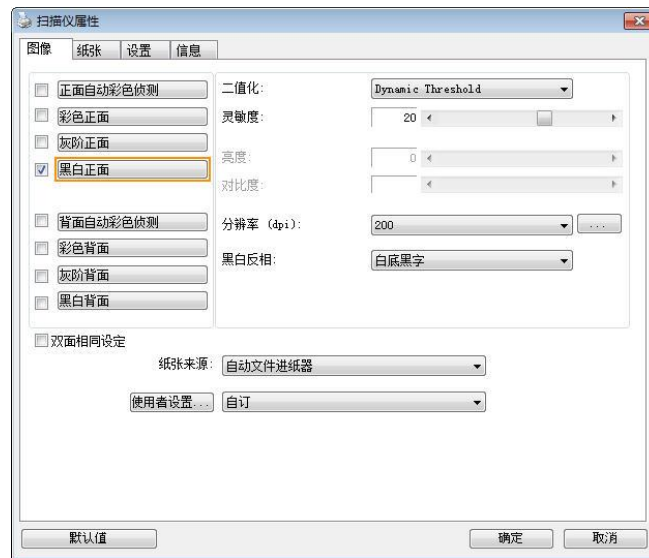 扫描仪属性
图像 纸张 设置 信息
正面自动彩色侦测
彩色正面
灰阶正面
黑白正面
背面自动彩色侦测
彩色背面
灰阶背面
黑白背面
二值化: Dynamic Threshold
灵敏度: 20
亮度: 0
对比度:
分辨率 (dpi): 200 ...
黑白反相: 白底黑字
双面相同设定
纸张来源: 自动文件进纸器
使用者设置... 自订
默认值 确定 取消